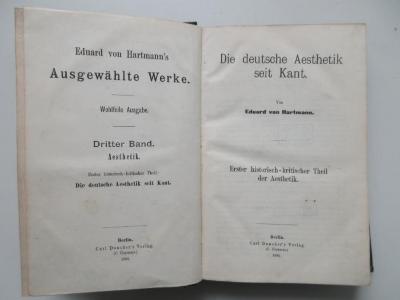 Eduard von Hartmann's
Ausgewählte Werke.
Wohlfeile Ausgabe.
Dritter Band.
Aesthetik.
Erster historisch-kritischer Theil:
Die deutsche Aesthetik seit Kant.
Berlin.
Carl Duncker's Verlag.
(C. Heymons)
Die deutsche Aesthetik
seit Kant.
Von
Eduard von Hartmann.
Erster historisch-kritischer Theil
der Aesthetik.
Berlin.
Carl Duncker's Verlag.
(C. Heymons)